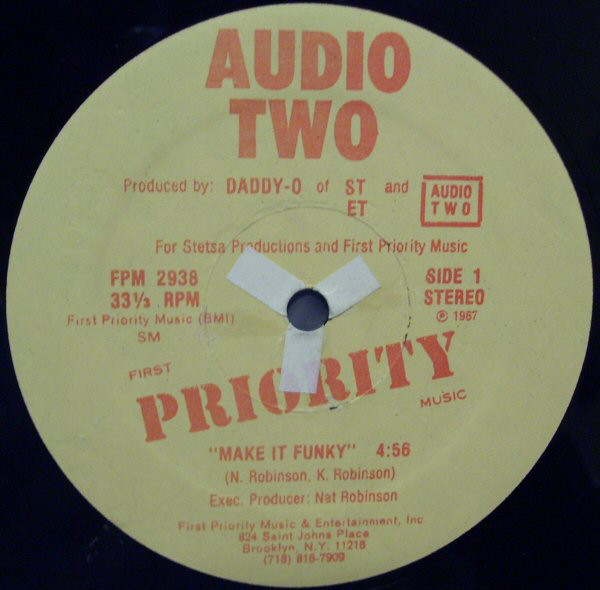 AUDIO
TWO
Produced by: DADDY-O of ST ET and AUDIO TWO
For Stetsa Productions and First Priority Music
FPM 2938
33⅓ RPM
First Priority Music (BMI)
SM
SIDE 1
STEREO
℗ 1987
FIRST
PRIORITY
MUSIC
"MAKE IT FUNKY" 4:56
(N. Robinson, K. Robinson)
Exec. Producer: Nat Robinson
First Priority Music & Entertainment, Inc.
624 Saint Johns Place
Brooklyn, N.Y. 11216
(718) 816-7909